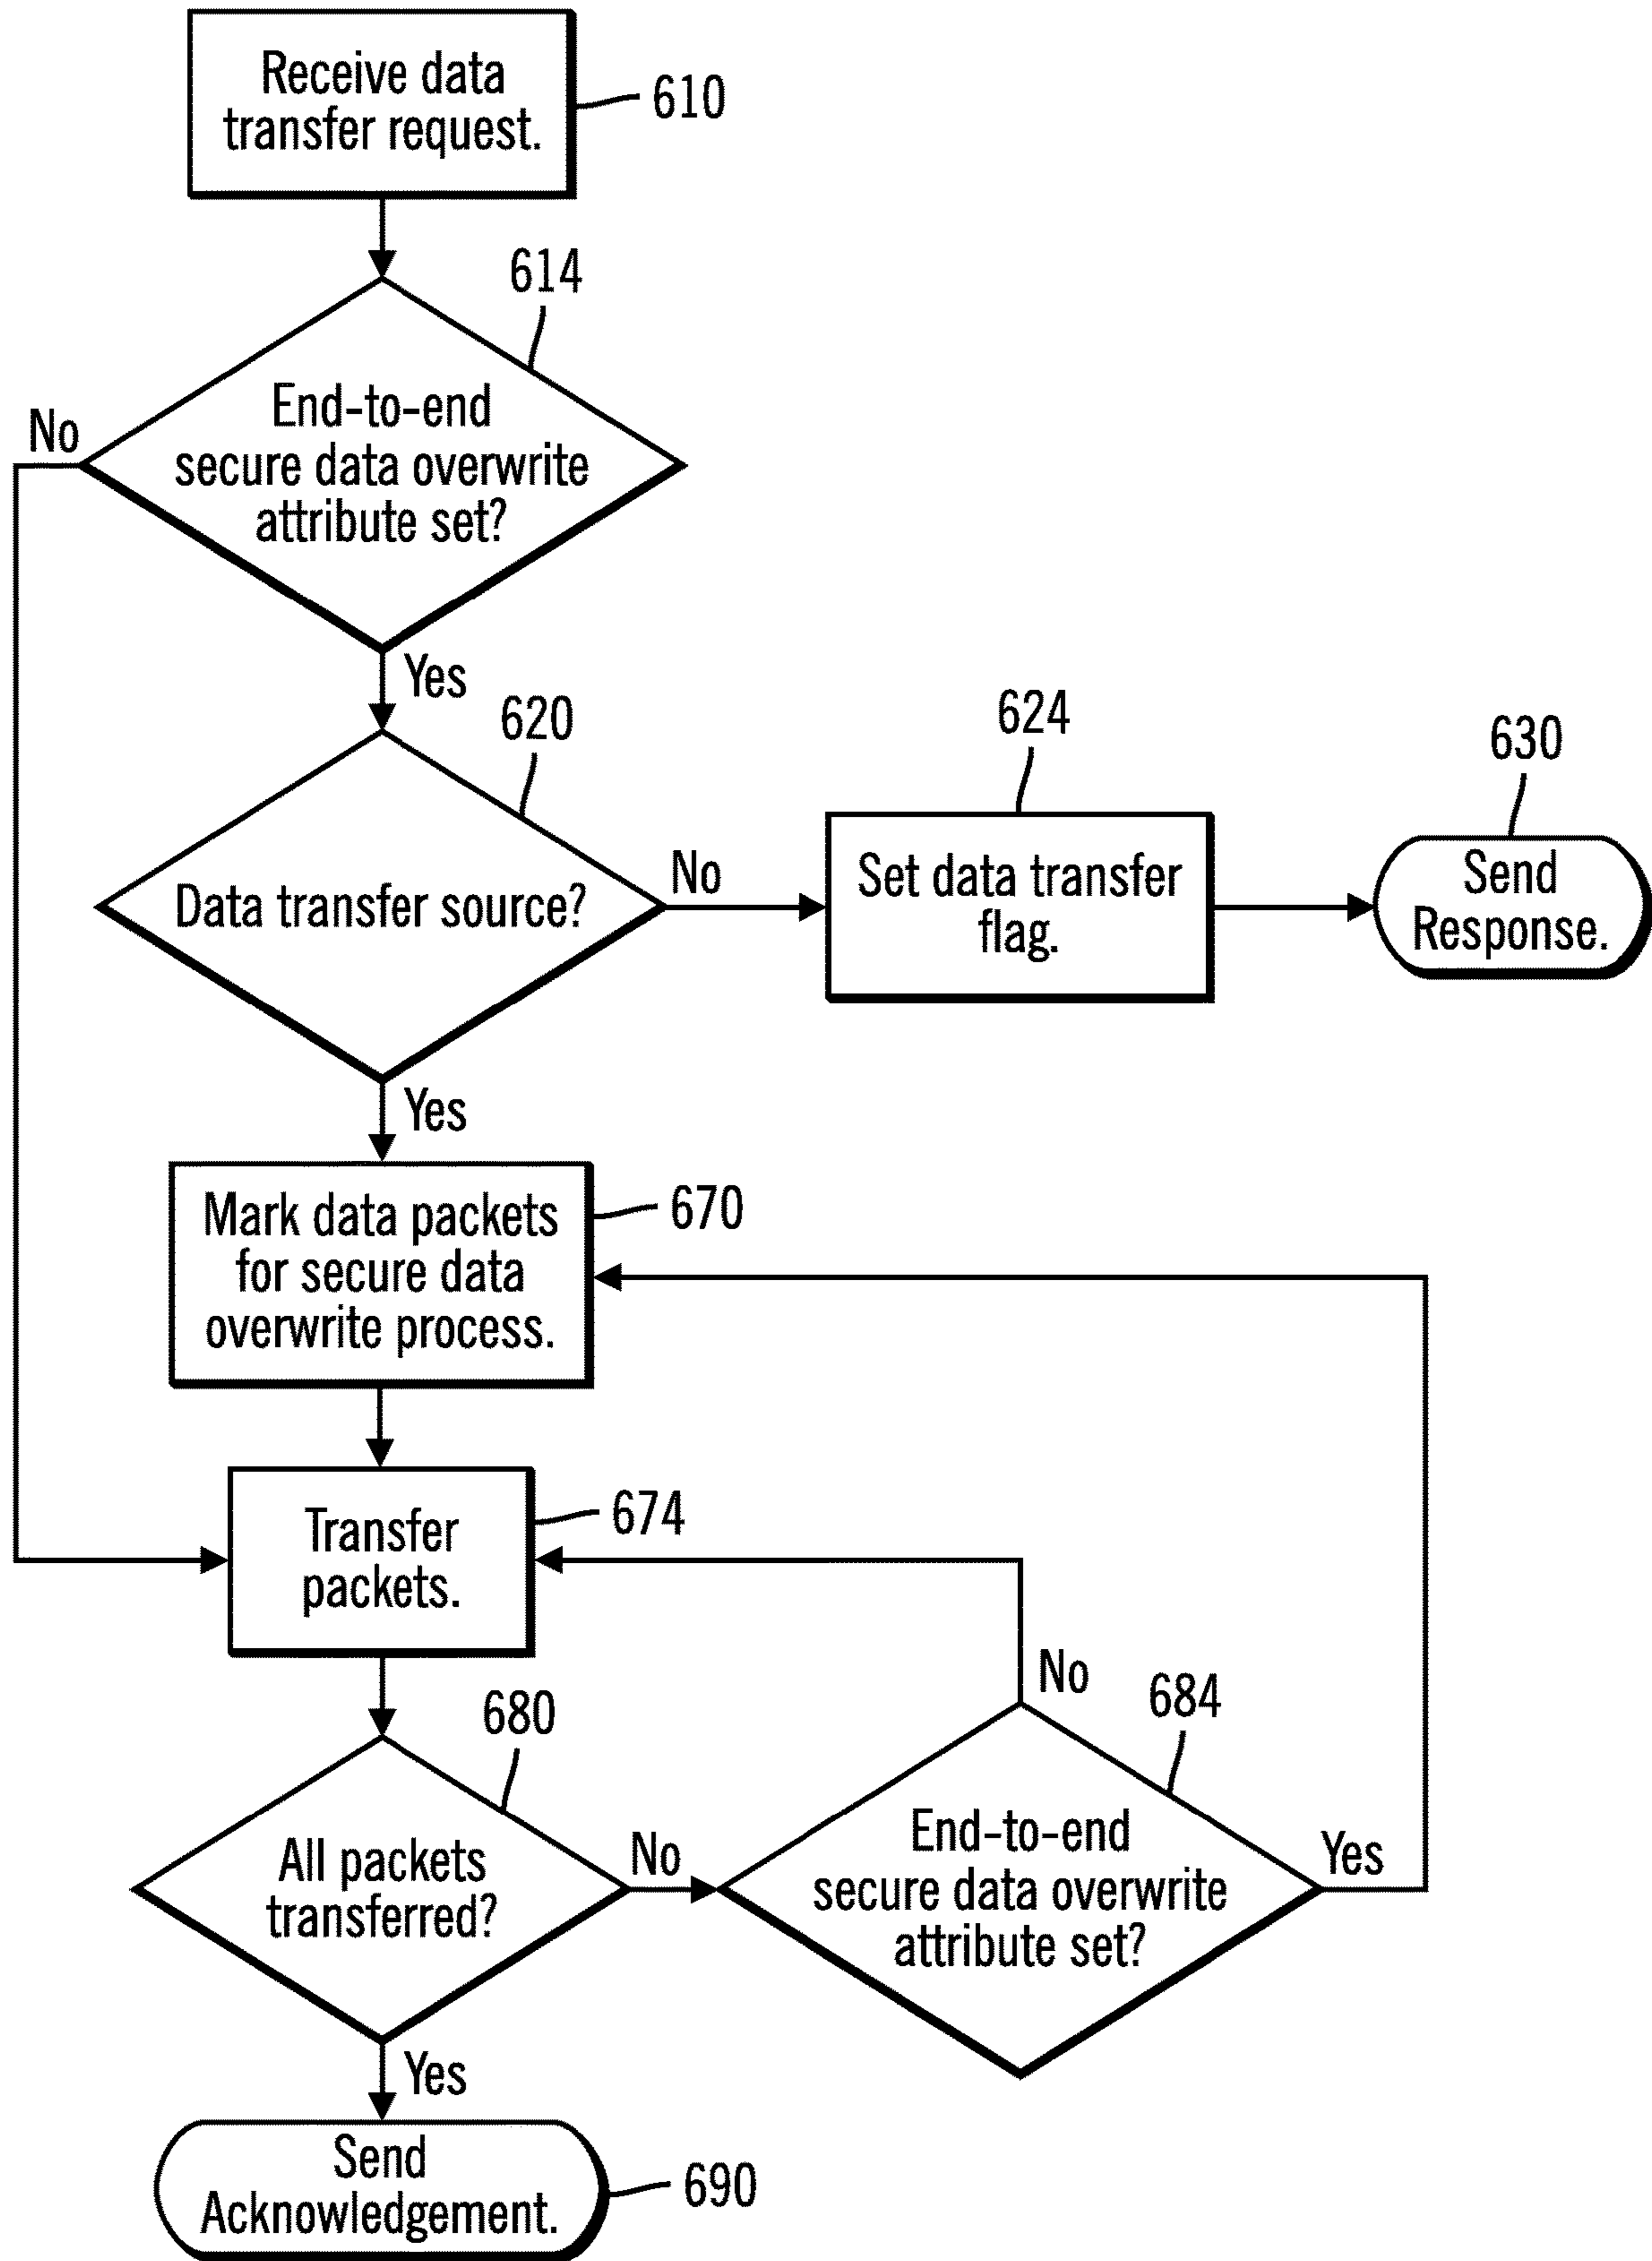 Receive data
transfer request.
610
614
End-to-end
secure data overwrite
attribute set?
No
Yes
620
Data transfer source?
No
624
Set data transfer
flag.
630
Send
Response.
Yes
Mark data packets
for secure data
overwrite process.
670
Transfer
packets.
674
No
680
684
All packets
transferred?
No
End-to-end
secure data overwrite
attribute set?
Yes
Yes
Send
Acknowledgement.
690